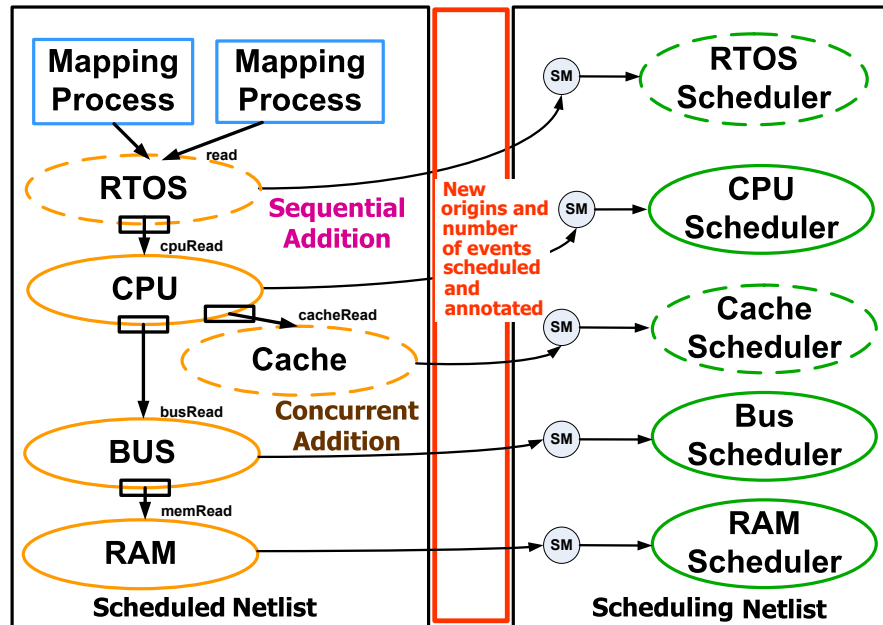 Mapping
Process
Mapping
Process
read
RTOS
Sequential
Addition
cpuRead
CPU
cacheRead
Cache
Concurrent
Addition
busRead
BUS
memRead
RAM
Scheduled Netlist
New
origins and
number
of events
scheduled
and
annotated
SM
RTOS
Scheduler
SM
CPU
Scheduler
SM
Cache
Scheduler
SM
Bus
Scheduler
SM
RAM
Scheduler
Scheduling Netlist